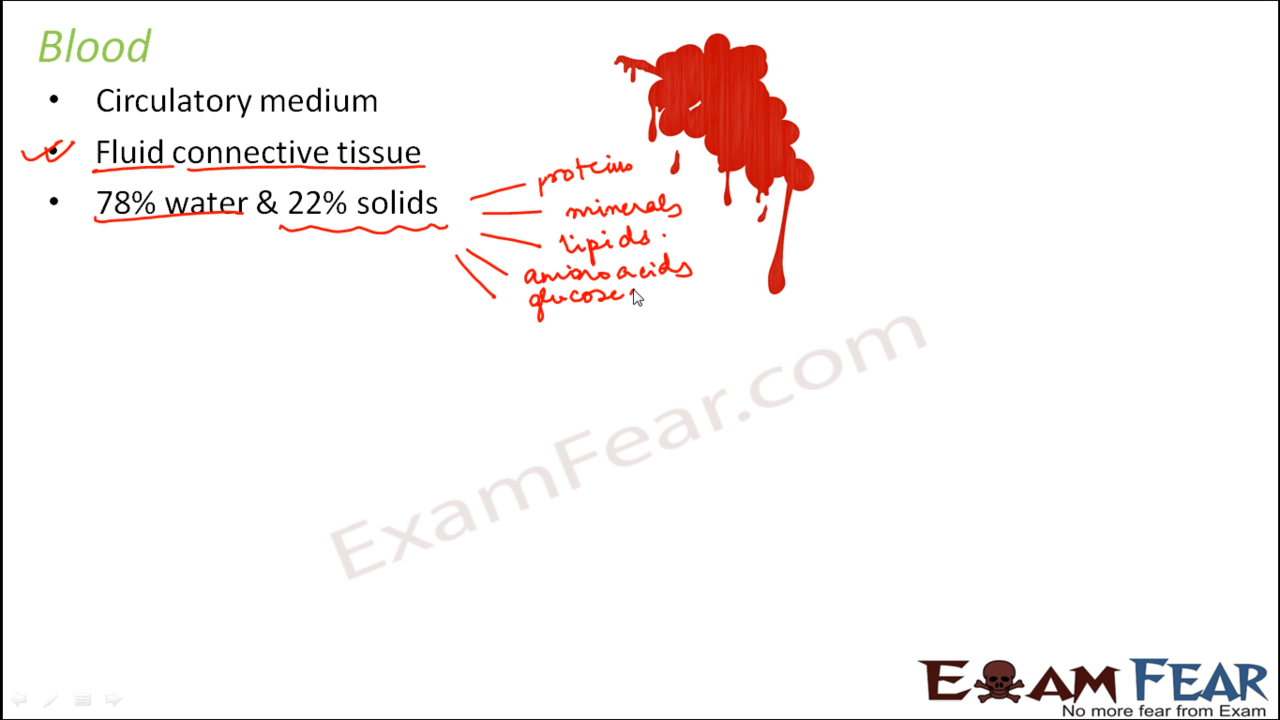 Blood
• Circulatory medium
• Fluid connective tissue
• 78% water & 22% solids
proteins
minerals
lipids.
amino acids
glucose
ExamFear.com
EXAM FEAR
No more fear from Exam